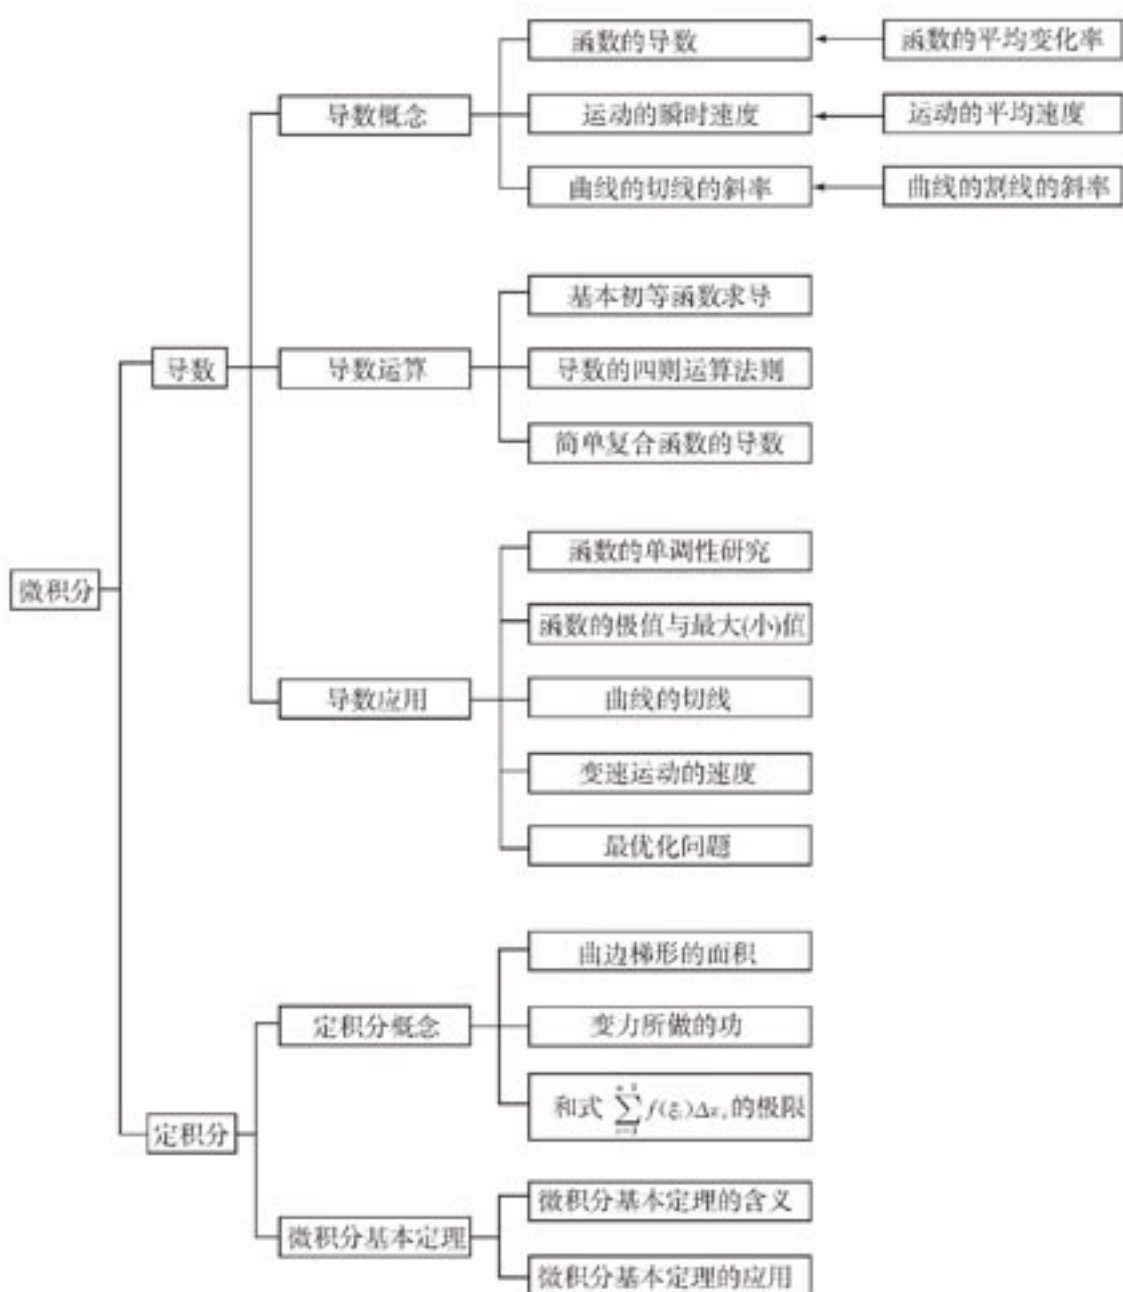 函数的导数
函数的平均变化率
导数概念
运动的瞬时速度
运动的平均速度
曲线的切线的斜率
曲线的割线的斜率
基本初等函数求导
导数
导数运算
导数的四则运算法则
简单复合函数的导数
函数的单调性研究
微积分
函数的极值与最大(小)值
导数应用
曲线的切线
变速运动的速度
最优化问题
曲边梯形的面积
定积分概念
变力所做的功
和式 ∑f(ξᵢ)Δxᵢ的极限
定积分
微积分基本定理的含义
微积分基本定理
微积分基本定理的应用